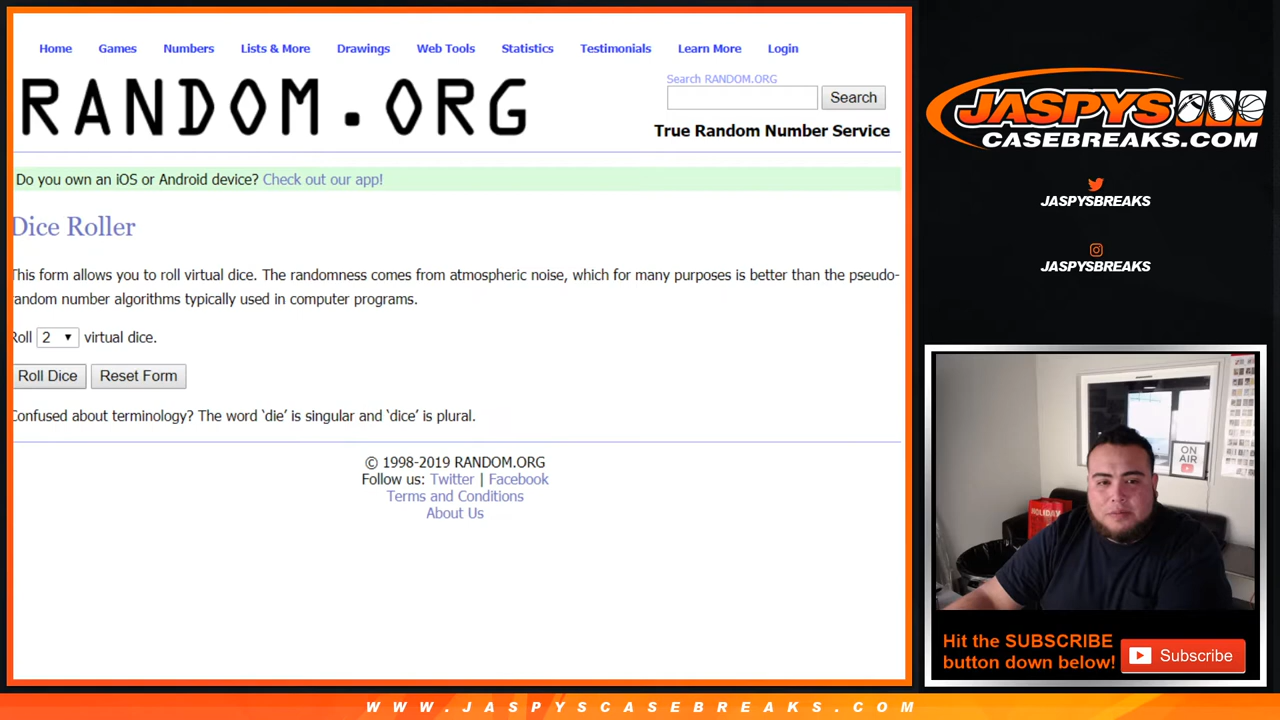 Home Games Numbers Lists & More Drawings Web Tools Statistics Testimonials Learn More Login
RANDOM.ORG
Search RANDOM.ORG
Search
True Random Number Service
Do you own an iOS or Android device? Check out our app!
Dice Roller
This form allows you to roll virtual dice. The randomness comes from atmospheric noise, which for many purposes is better than the pseudo-
random number algorithms typically used in computer programs.
Roll 2 virtual dice.
Roll Dice Reset Form
Confused about terminology? The word ‘die’ is singular and ‘dice’ is plural.
© 1998-2019 RANDOM.ORG
Follow us: Twitter | Facebook
Terms and Conditions
About Us
JASPYS
CASEBREAKS.COM
JASPYSBREAKS
JASPYSBREAKS
ON
AIR
HOLIDAY
Hit the SUBSCRIBE
button down below!
Subscribe
WWW.JASPYSCASEBREAKS.COM